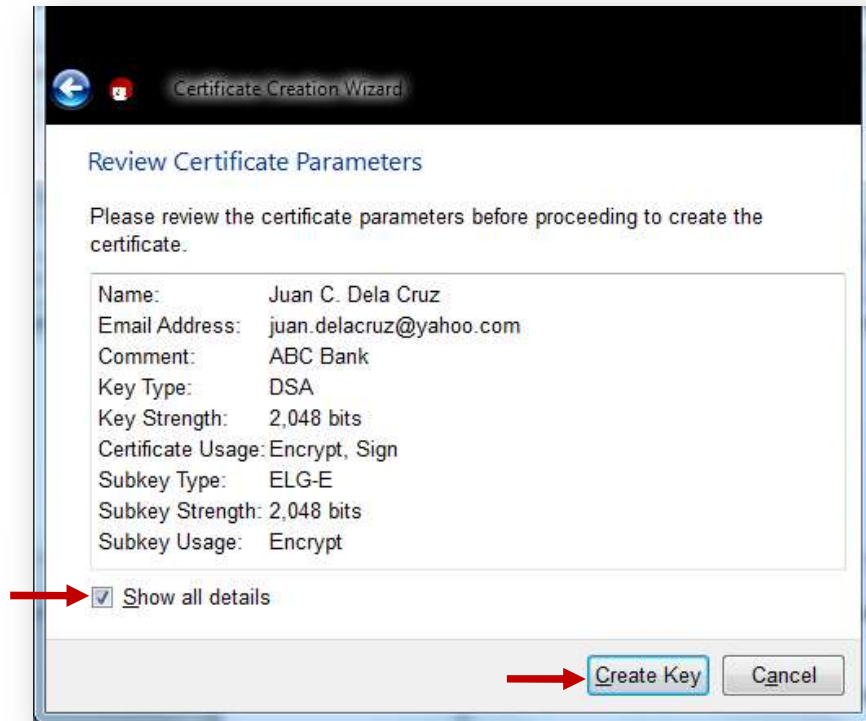 Certificate Creation Wizard
Review Certificate Parameters
Please review the certificate parameters before proceeding to create the
certificate.
Name: Juan C. Dela Cruz
Email Address: juan.delacruz@yahoo.com
Comment: ABC Bank
Key Type: DSA
Key Strength: 2,048 bits
Certificate Usage: Encrypt, Sign
Subkey Type: ELG-E
Subkey Strength: 2,048 bits
Subkey Usage: Encrypt
Show all details
Create Key Cancel